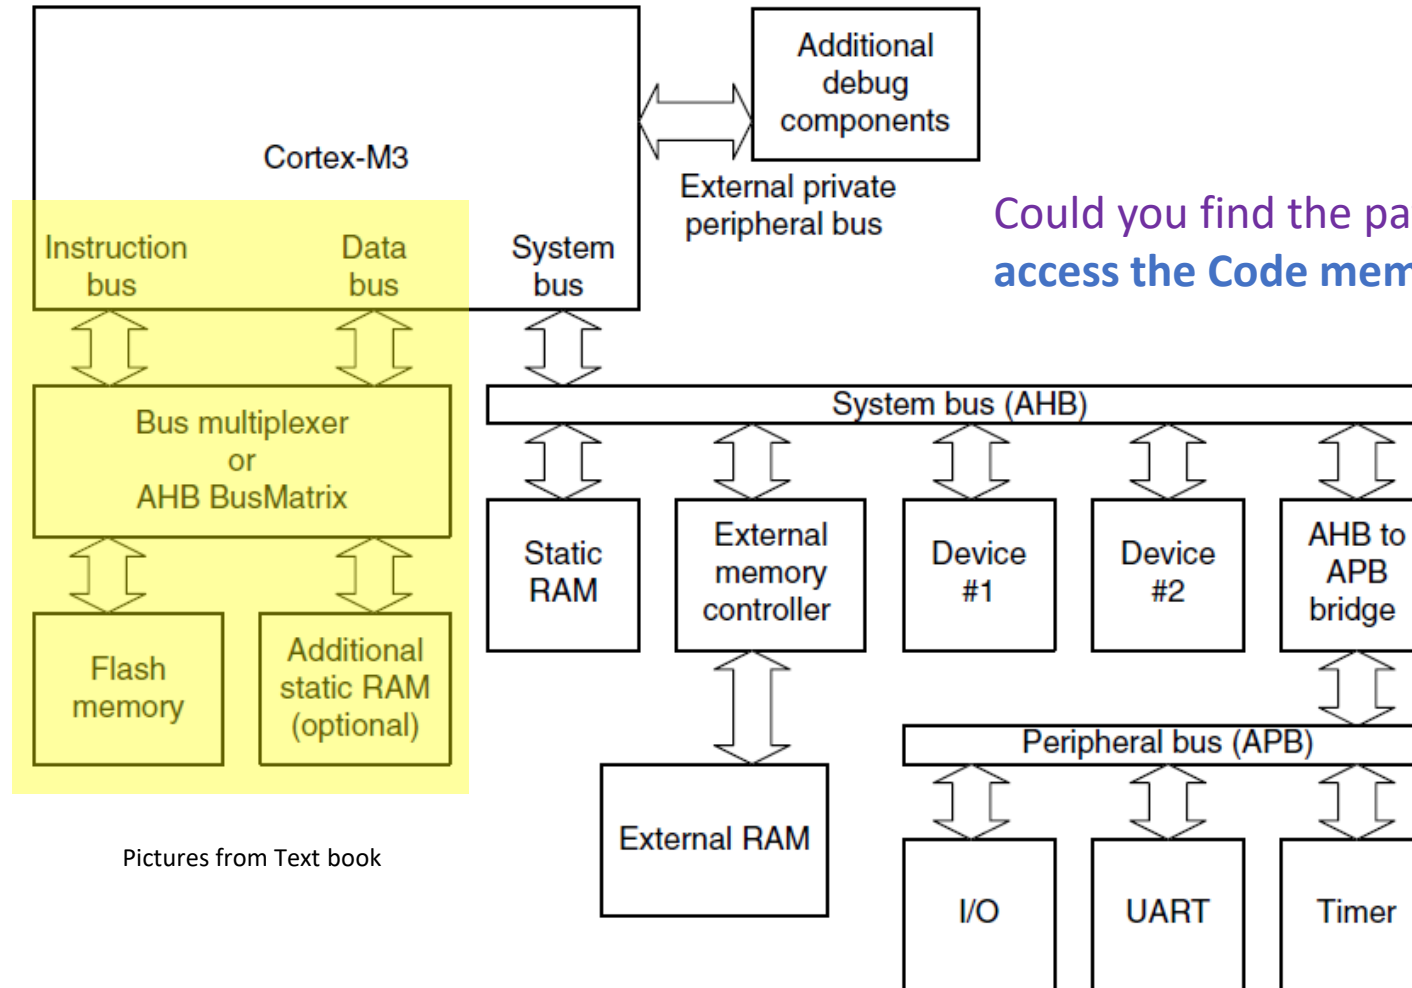 Cortex-M3
Additional
debug
components
External private
peripheral bus
Could you find the pa
access the Code mem
Instruction
bus
Data
bus
System
bus
Bus multiplexer
or
AHB BusMatrix
System bus (AHB)
Flash
memory
Additional
static RAM
(optional)
Static
RAM
External
memory
controller
Device
#1
Device
#2
AHB to
APB
bridge
External RAM
Peripheral bus (APB)
I/O
UART
Timer
Pictures from Text book